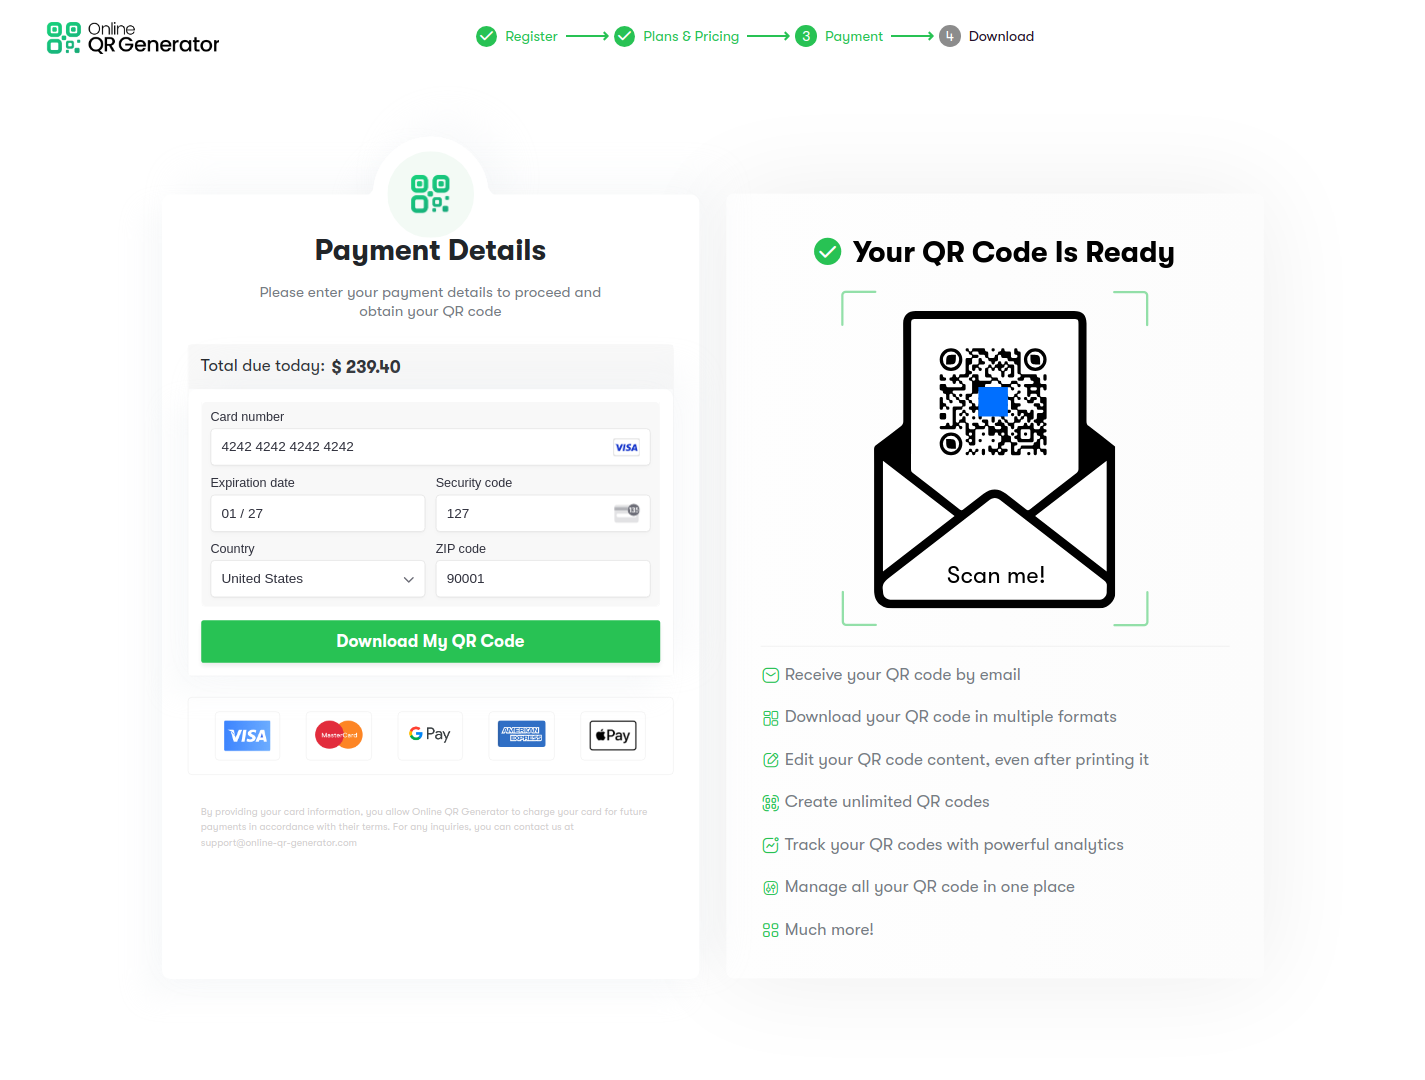 Online
QR Generator
Register
Plans & Pricing
3 Payment
4 Download
Payment Details
Please enter your payment details to proceed and
obtain your QR code
Total due today: $ 239.40
Card number
4242 4242 4242 4242
VISA
Expiration date
Security code
01 / 27
127
Country
ZIP code
United States
90001
Download My QR Code
VISA
MasterCard
G Pay
AMERICAN
EXPRESS
Pay
By providing your card information, you allow Online QR Generator to charge your card for future
payments in accordance with their terms. For any inquiries, you can contact us at
support@online-qr-generator.com
Your QR Code Is Ready
Scan me!
Receive your QR code by email
Download your QR code in multiple formats
Edit your QR code content, even after printing it
Create unlimited QR codes
Track your QR codes with powerful analytics
Manage all your QR code in one place
Much more!